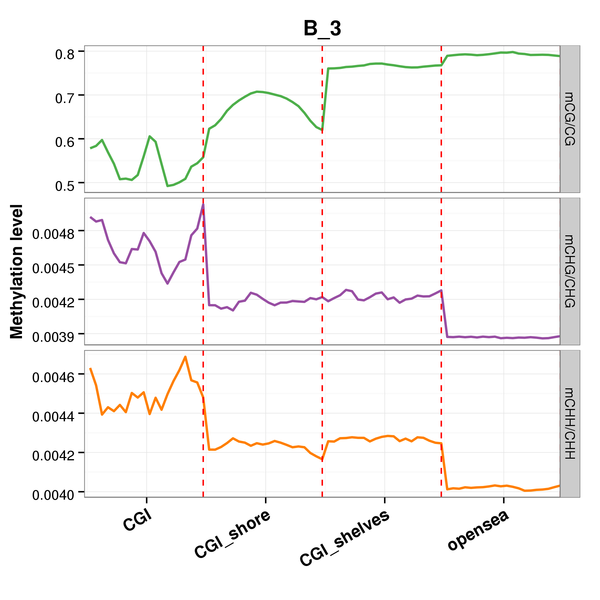 B_3
Methylation level
0.8
0.7
0.6
0.5
mCG/CG
0.0048
0.0045
0.0042
0.0039
mCHG/CHG
0.0046
0.0044
0.0042
0.0040
mCHH/CHH
CGI
CGI_shore
CGI_shelves
opensea